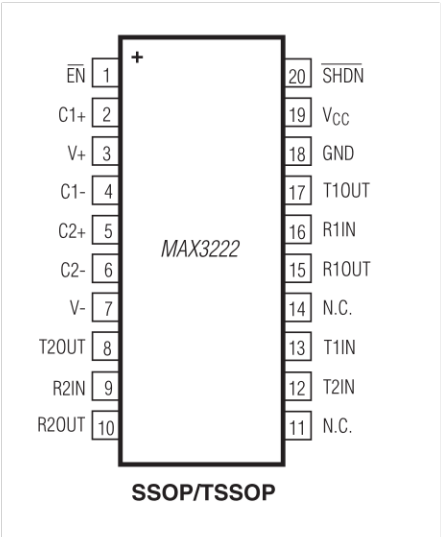 +
EN 1 20 SHDN
C1+ 2 19 VCC
V+ 3 18 GND
C1- 4 17 T1OUT
C2+ 5 16 R1IN
MAX3222
C2- 6 15 R1OUT
V- 7 14 N.C.
T2OUT 8 13 T1IN
R2IN 9 12 T2IN
R2OUT 10 11 N.C.
SSOP/TSSOP